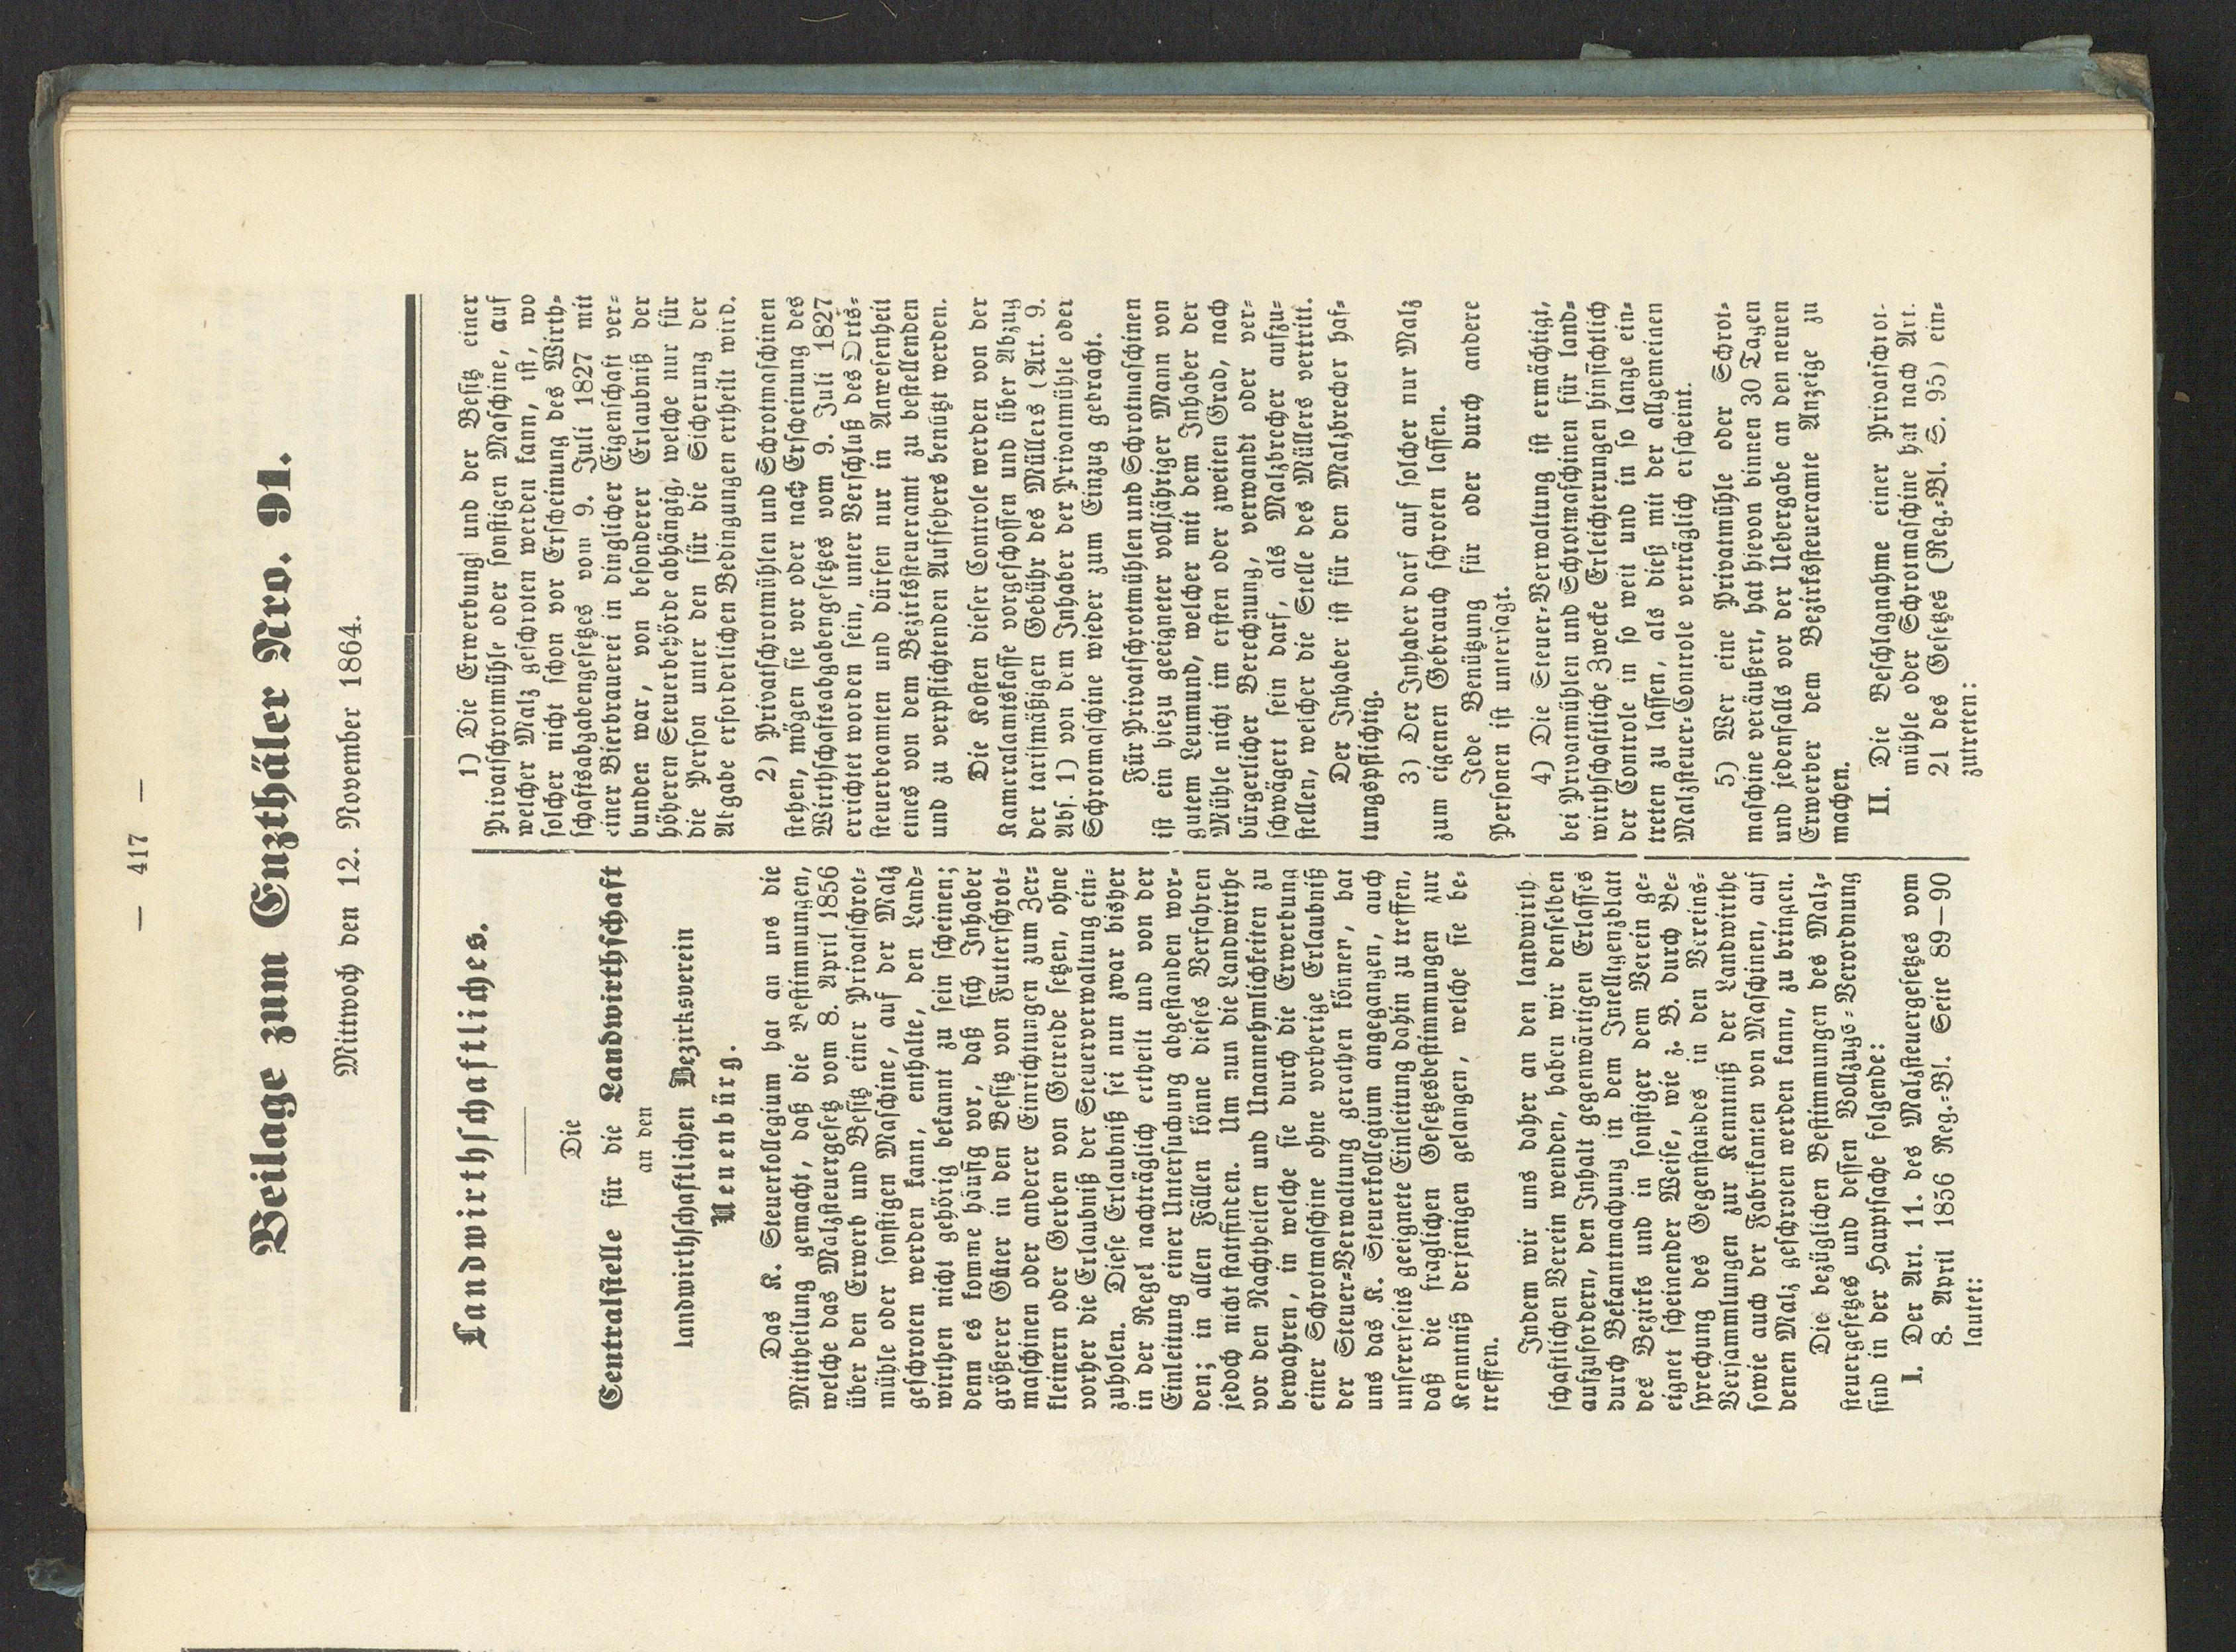 — 417 —
Beilage zum Enzthäler Nro. 91.
Mittwoch den 12. November 1864.
Landwirthschaftliches.
Die
Centralstelle für die Landwirthschaft
an den
landwirthschaftlichen Bezirksverein
Neuenbürg.
Das K. Steuerkollegium hat an uns die
Mittheilung gemacht, daß die Bestimmungen,
welche das Malzsteuergesetz vom 8. April 1856
über den Erwerb und Besitz einer Privatschrot-
mühle oder sonstigen Maschine, auf der Malz
geschroten werden kann, enthalte, den Land-
wirthen nicht gehörig bekannt zu sein scheinen;
denn es komme häufig vor, daß sich Inhaber
größerer Güter in den Besitz von Futterschrot-
maschinen oder anderer Einrichtungen zum Zer-
kleinern oder Gerben von Getreide setzen, ohne
vorher die Erlaubniß der Steuerverwaltung ein-
zuholen. Diese Erlaubniß sei nun zwar bisher
in der Regel nachträglich ertheilt und von der
Einleitung einer Untersuchung abgestanden wor-
den; in allen Fällen könne dieses Verfahren
jedoch nicht stattfinden. Um nun die Landwirthe
vor den Nachtheilen und Unannehmlichkeiten zu
bewahren, in welche sie durch die Erwerbung
einer Schrotmaschine ohne vorherige Erlaubniß
der Steuer-Verwaltung gerathen können, hat
uns das K. Steuerkollegium angegangen, auch
unsererseits geeignete Einleitung dahin zu treffen,
daß die fraglichen Gesetzesbestimmungen zur
Kenntniß derjenigen gelangen, welche sie be-
treffen.
Indem wir uns daher an den landwirth-
schaftlichen Verein wenden, haben wir denselben
aufzufordern, den Inhalt gegenwärtigen Erlasses
durch Bekanntmachung in dem Intelligenzblatt
des Bezirks und in sonstiger dem Verein ge-
eignet scheinender Weise, wie z. B. durch Be-
sprechung des Gegenstandes in den Vereins-
Versammlungen zur Kenntniß der Landwirthe
sowie auch der Fabrikanten von Maschinen, auf
denen Malz geschroten werden kann, zu bringen.
Die bezüglichen Bestimmungen des Malz-
steuergesetzes und dessen Vollzugs-Verordnung
sind in der Hauptsache folgende:
I. Der Art. 11. des Malzsteuergesetzes vom
8. April 1856 Reg.-Bl. Seite 89—90
lautet:
1) Die Erwerbung und der Besitz einer
Privatschrotmühle oder sonstigen Maschine, auf
welcher Malz geschroten werden kann, ist, wo
solcher nicht schon vor Erscheinung des Wirth-
schaftsabgabengesetzes vom 9. Juli 1827 mit
einer Bierbrauerei in dinglicher Eigenschaft ver-
bunden war, von besonderer Erlaubniß der
höheren Steuerbehörde abhängig, welche nur für
die Person unter den für die Sicherung der
Abgabe erforderlichen Bedingungen ertheilt wird.
2) Privatschrotmühlen und Schrotmaschinen
stehen, mögen sie vor oder nach Erscheinung des
Wirthschaftsabgabengesetzes vom 9. Juli 1827
errichtet worden sein, unter Verschluß des Orts-
steuerbeamten und dürfen nur in Anwesenheit
eines von dem Bezirkssteueramt zu bestellenden
und zu verpflichtenden Aufsehers benützt werden.
Die Kosten dieser Controle werden von der
Kameralamtskasse vorgeschossen und über Abzug
der tarifmäßigen Gebühr des Müllers (Art. 9.
Abs. 1) von dem Inhaber der Privatmühle oder
Schrotmaschine wieder zum Einzug gebracht.
Für Privatschrotmühlen und Schrotmaschinen
ist ein hiezu geeigneter volljähriger Mann von
gutem Leumund, welcher mit dem Inhaber der
Mühle nicht im ersten oder zweiten Grad, nach
bürgerlicher Berechnung, verwandt oder ver-
schwägert sein darf, als Malzbrecher aufzu-
stellen, welcher die Stelle des Müllers vertritt.
Der Inhaber ist für den Malzbrecher haf-
tungspflichtig.
3) Der Inhaber darf auf solcher nur Malz
zum eigenen Gebrauch schroten lassen.
Jede Benützung für oder durch andere
Personen ist untersagt.
4) Die Steuer-Verwaltung ist ermächtigt,
bei Privatmühlen und Schrotmaschinen für land-
wirthschaftliche Zwecke Erleichterungen hinsichtlich
der Controle in so weit und in so lange ein-
treten zu lassen, als dieß mit der allgemeinen
Malzsteuer-Controle verträglich erscheint.
5) Wer eine Privatmühle oder Schrot-
maschine veräußert, hat hievon binnen 30 Tagen
und jedenfalls vor der Uebergabe an den neuen
Erwerber dem Bezirkssteueramte Anzeige zu
machen.
II. Die Beschlagnahme einer Privatschrot-
mühle oder Schrotmaschine hat nach Art.
21 des Gesetzes (Reg.-Bl. S. 95) ein-
zutreten: